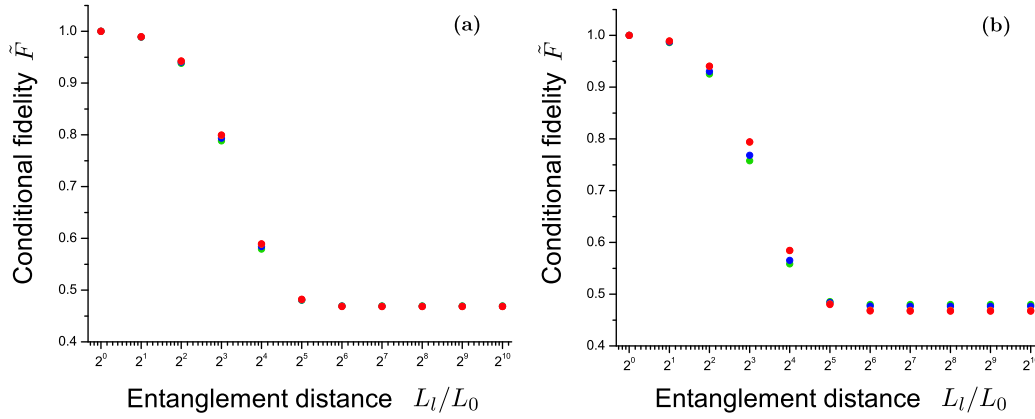 (a)
Conditional fidelity F̃
1.0
0.9
0.8
0.7
0.6
0.5
0.4
2^0 2^1 2^2 2^3 2^4 2^5 2^6 2^7 2^8 2^9 2^10
Entanglement distance L_l/L_0
(b)
Conditional fidelity F̃
1.0
0.9
0.8
0.7
0.6
0.5
0.4
2^0 2^1 2^2 2^3 2^4 2^5 2^6 2^7 2^8 2^9 2^1
Entanglement distance L_l/L_0